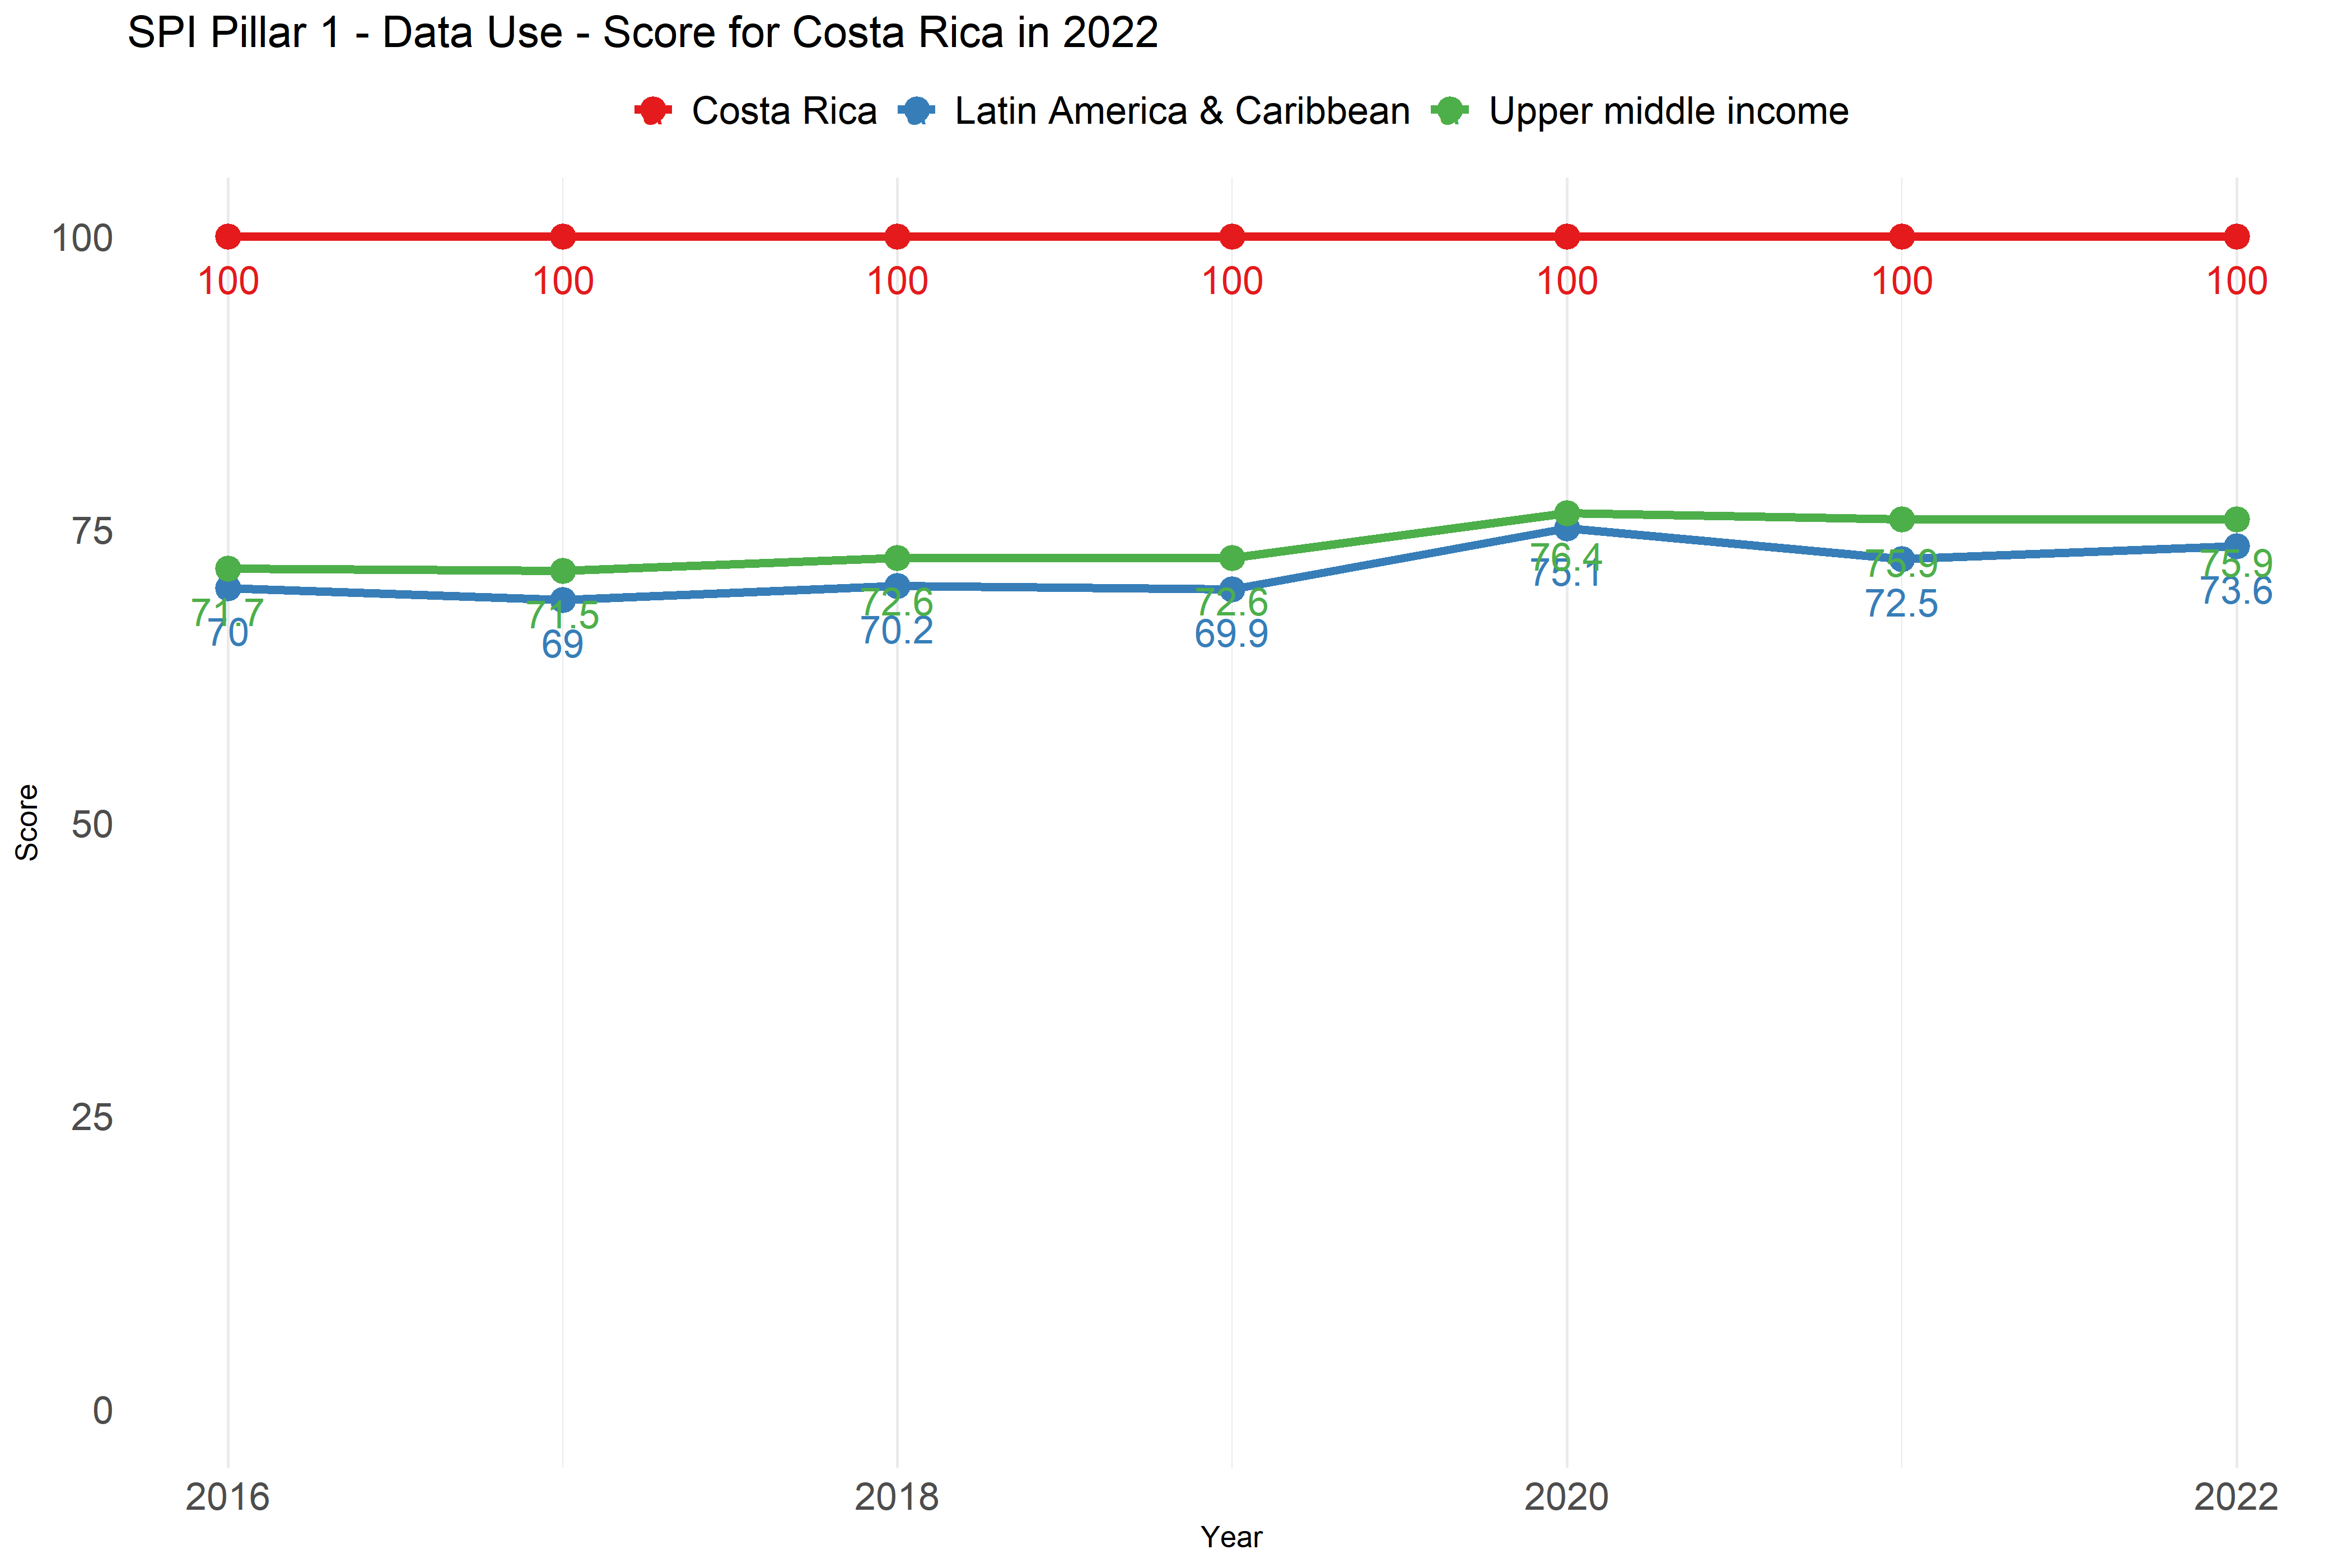 SPI Pillar 1 - Data Use - Score for Costa Rica in 2022
Costa Rica Latin America & Caribbean Upper middle income
100
100 100 100 100 100 100 100
75
71.7 71.5 72.6 72.6 76.4 75.9 75.9
70 69 70.2 69.9 75.1 72.5 73.6
50
Score
25
0
2016 2018 2020 2022
Year